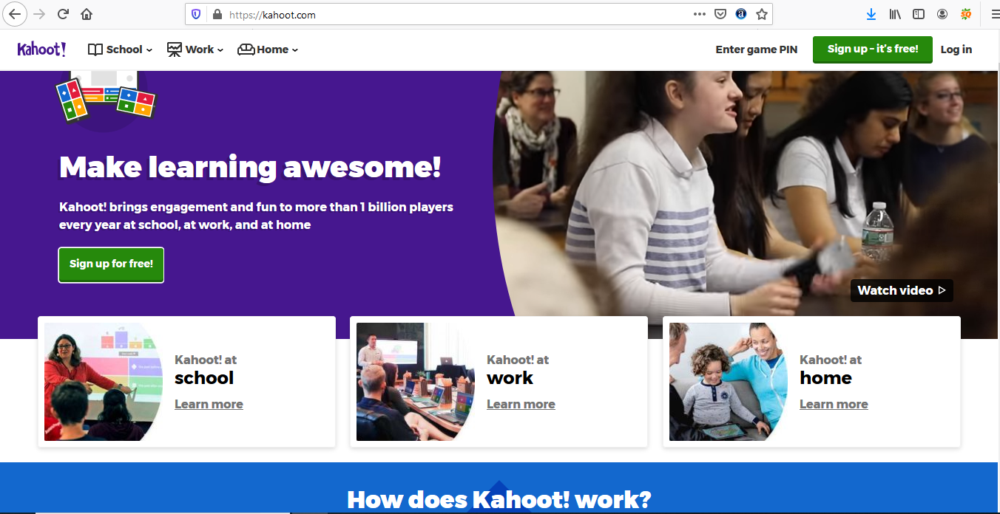 https://kahoot.com
Kahoot!
School
Work
Home
Enter game PIN
Sign up – it's free!
Log in
Make learning awesome!
Kahoot! brings engagement and fun to more than 1 billion players
every year at school, at work, and at home
Sign up for free!
Watch video
Kahoot! at
school
Learn more
Kahoot! at
work
Learn more
Kahoot! at
home
Learn more
How does Kahoot! work?